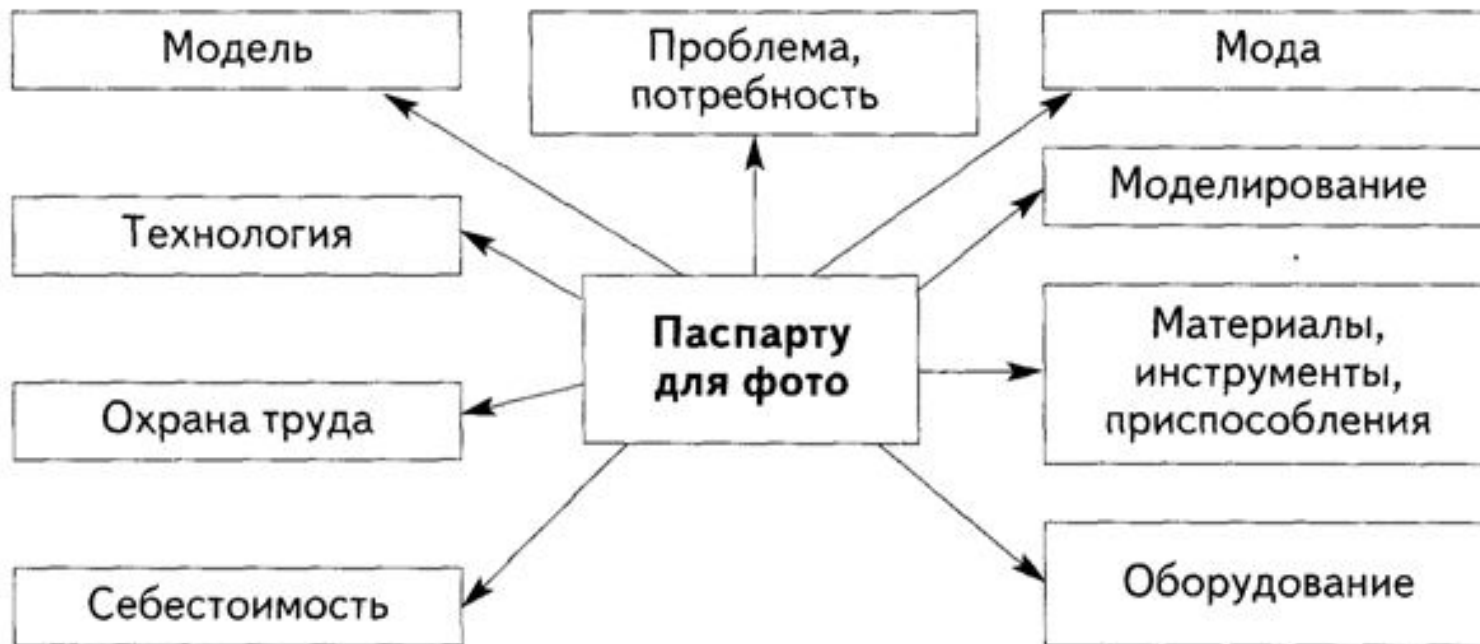 Модель
Проблема,
потребность
Мода
Моделирование
Технология
Паспарту
для фото
Материалы,
инструменты,
приспособления
Охрана труда
Себестоимость
Оборудование